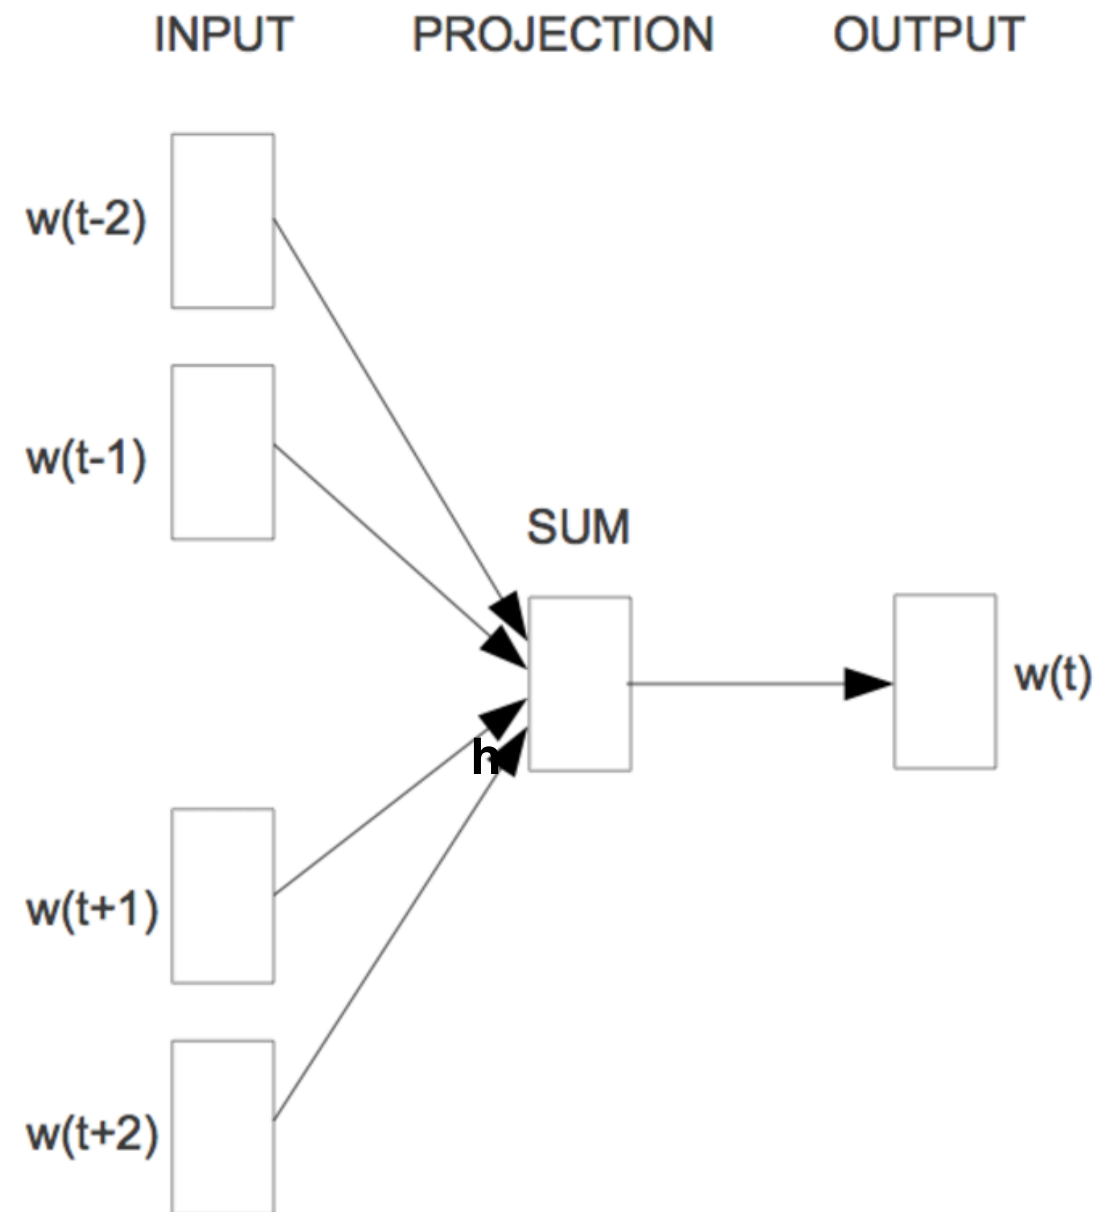 INPUT PROJECTION OUTPUT
w(t-2)
w(t-1)
SUM
w(t)
h
w(t+1)
w(t+2)